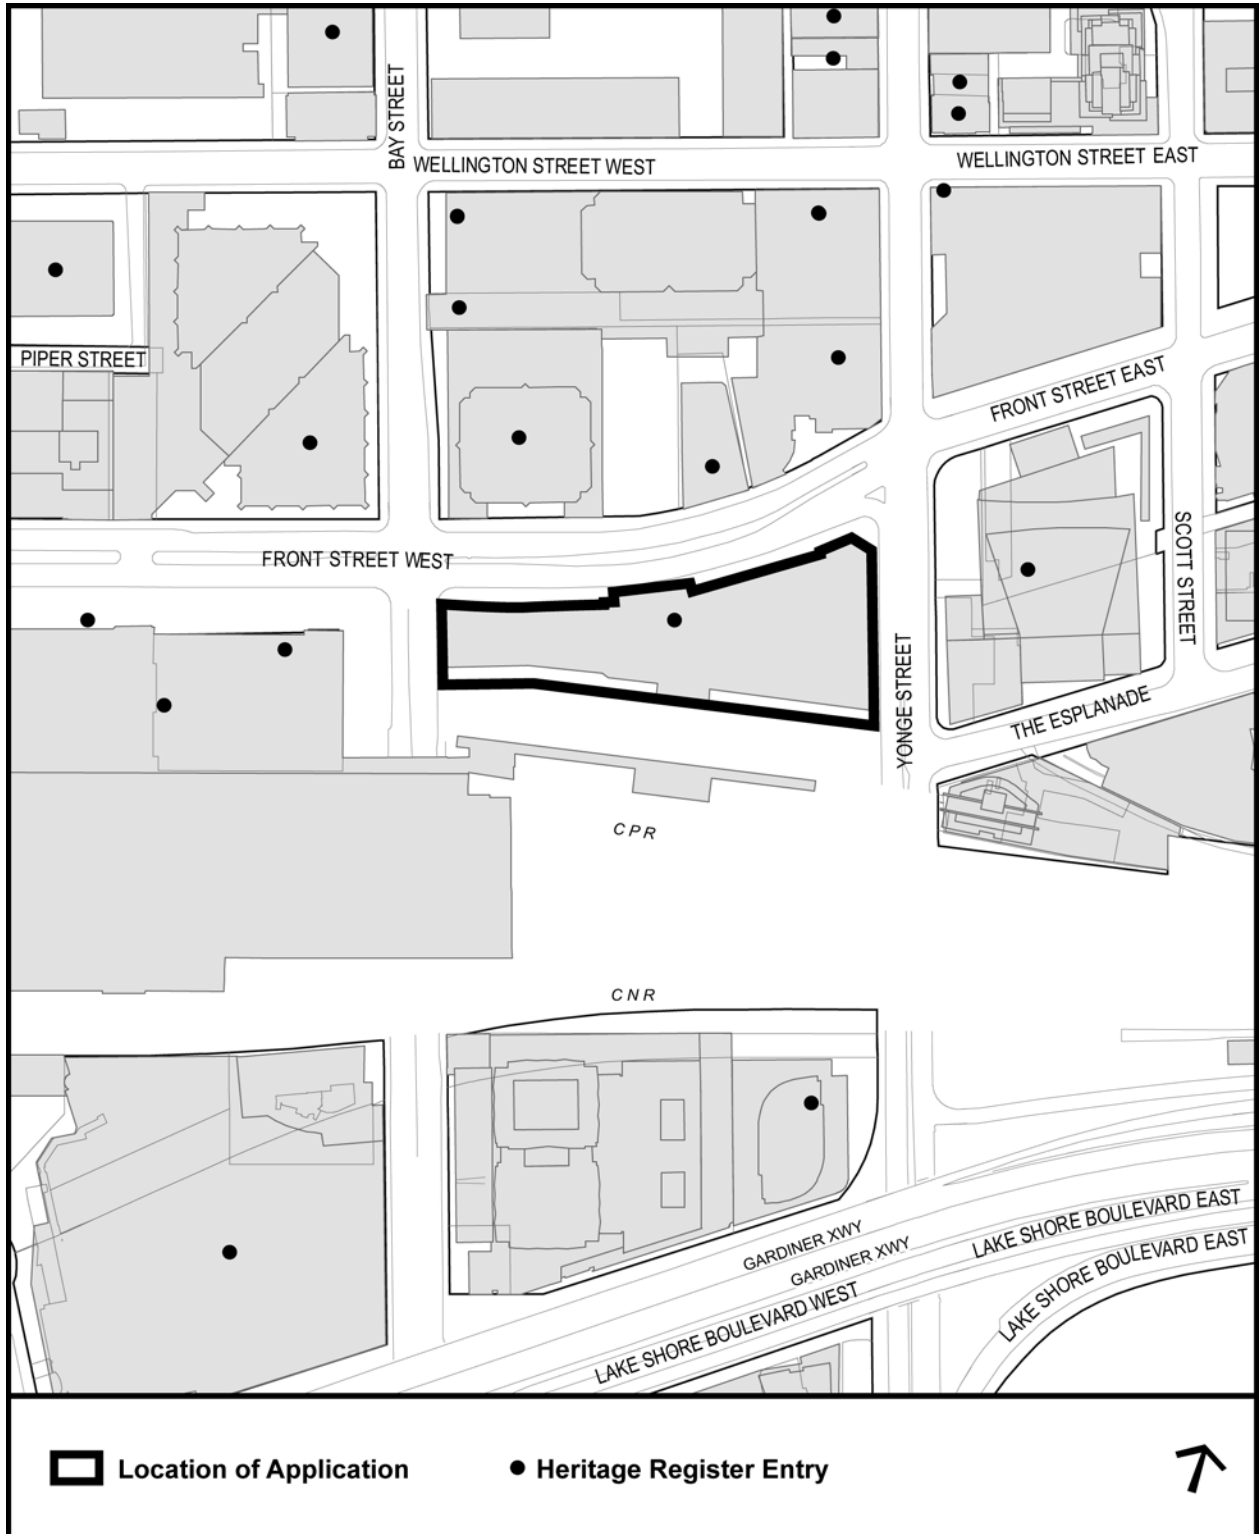 BAY STREET
WELLINGTON STREET WEST
WELLINGTON STREET EAST
PIPER STREET
FRONT STREET EAST
FRONT STREET WEST
SCOTT STREET
YONGE STREET
THE ESPLANADE
CPR
CNR
GARDINER XWY
GARDINER XWY
LAKE SHORE BOULEVARD EAST
LAKE SHORE BOULEVARD EAST
LAKE SHORE BOULEVARD WEST
Location of Application
Heritage Register Entry